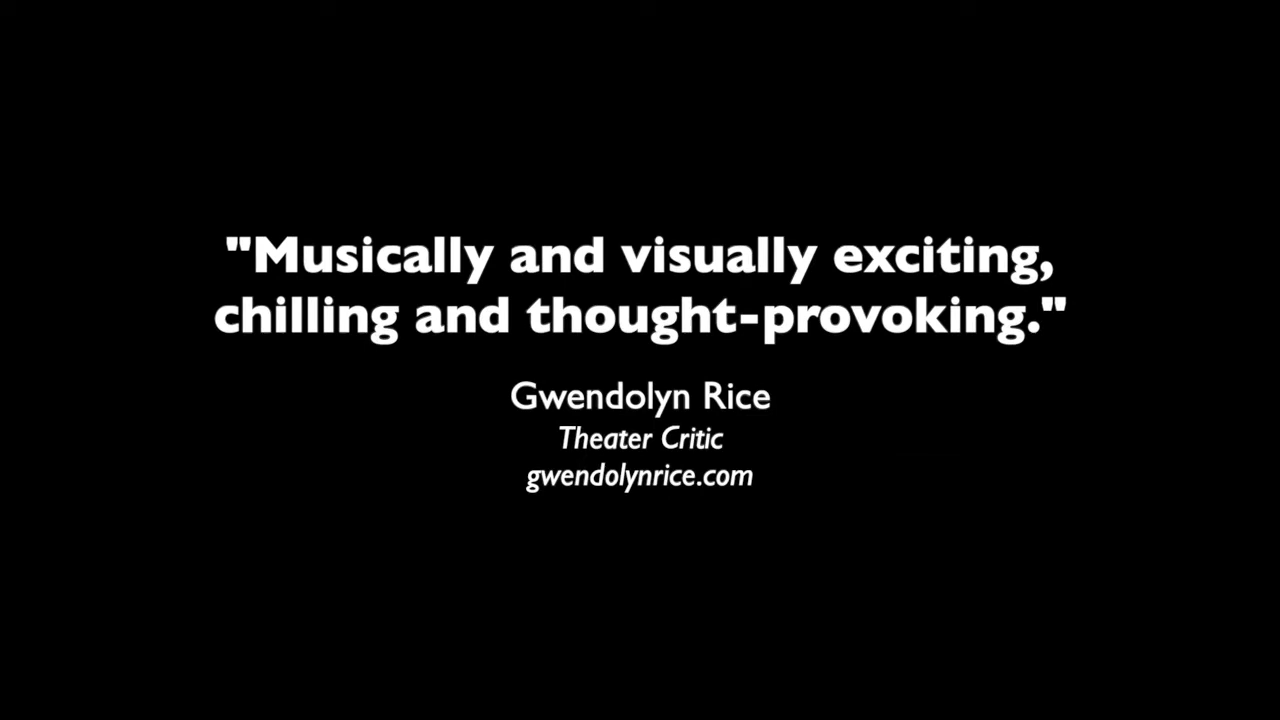 "Musically and visually exciting,
chilling and thought-provoking."
Gwendolyn Rice
Theater Critic
gwendolynrice.com